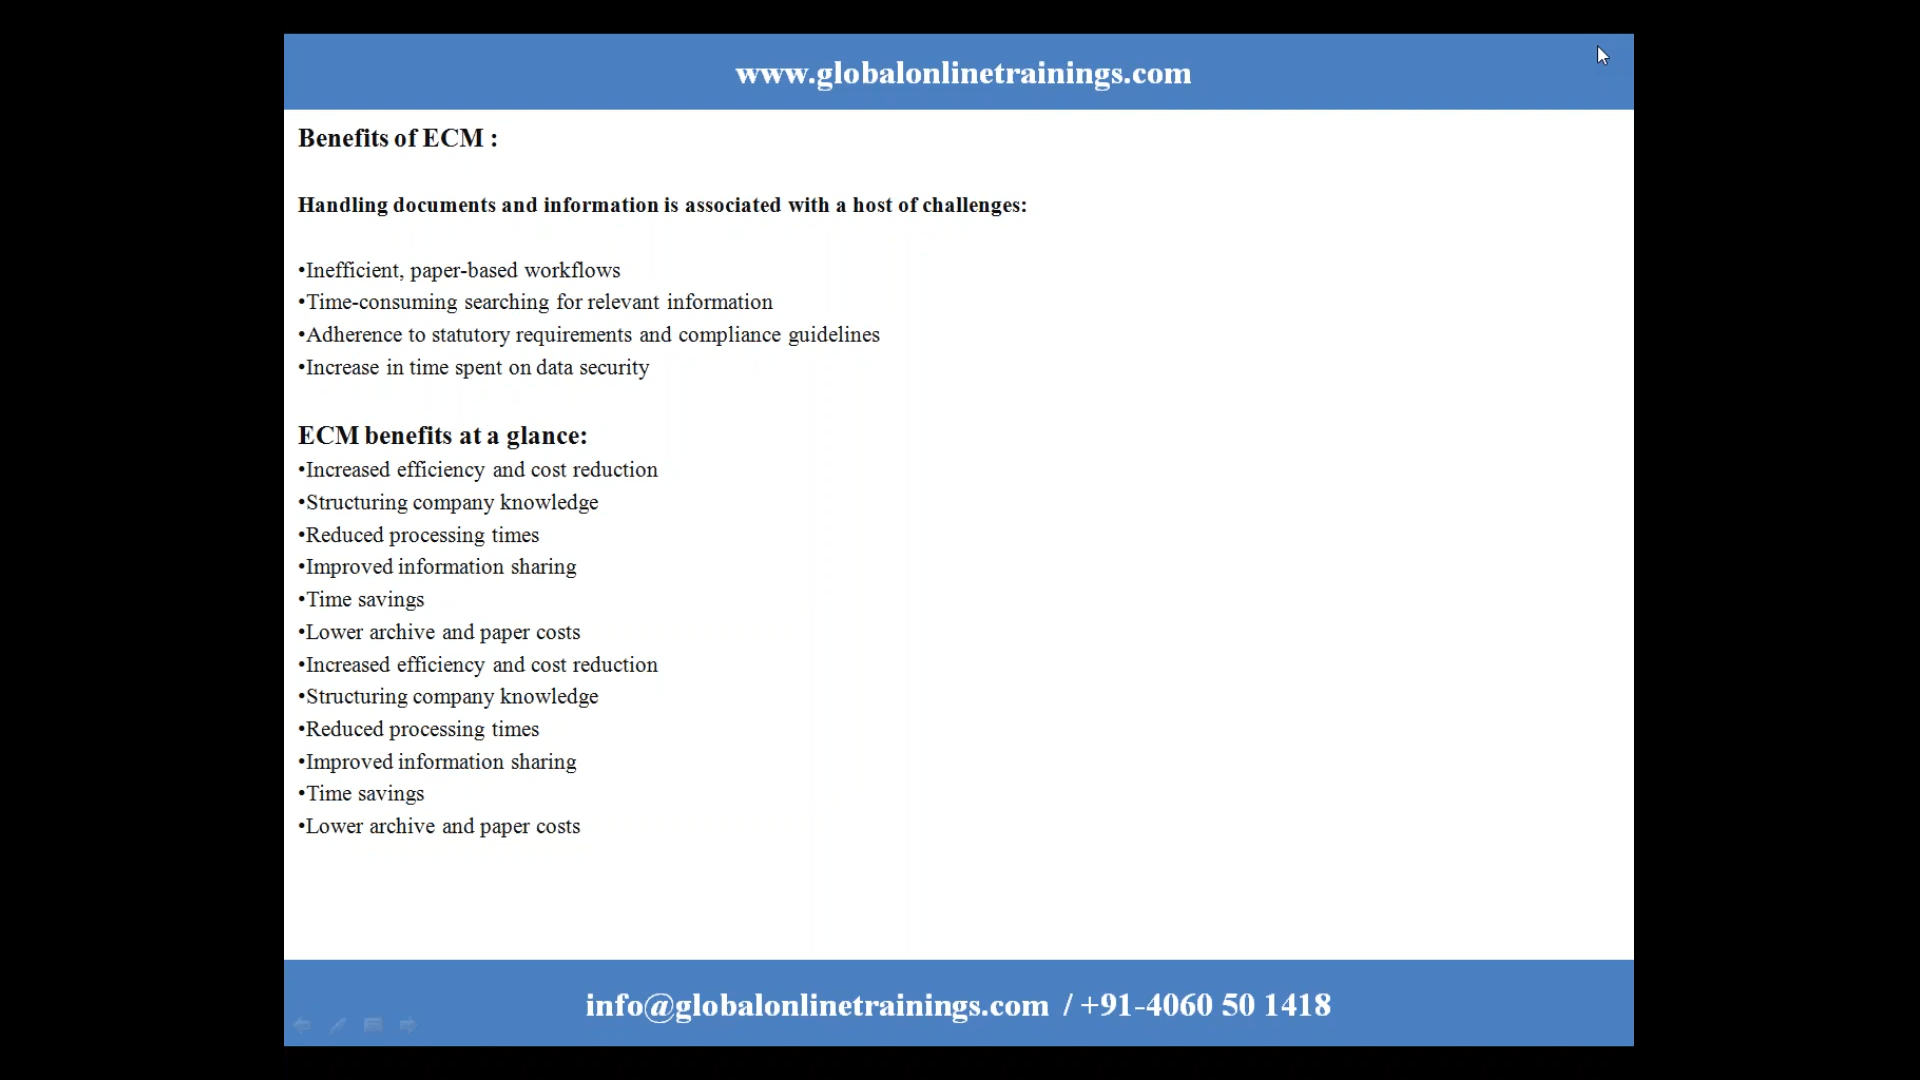 www.globalonlinetrainings.com
Benefits of ECM :
Handling documents and information is associated with a host of challenges:
•Inefficient, paper-based workflows
•Time-consuming searching for relevant information
•Adherence to statutory requirements and compliance guidelines
•Increase in time spent on data security
ECM benefits at a glance:
•Increased efficiency and cost reduction
•Structuring company knowledge
•Reduced processing times
•Improved information sharing
•Time savings
•Lower archive and paper costs
•Increased efficiency and cost reduction
•Structuring company knowledge
•Reduced processing times
•Improved information sharing
•Time savings
•Lower archive and paper costs
info@globalonlinetrainings.com / +91-4060 50 1418